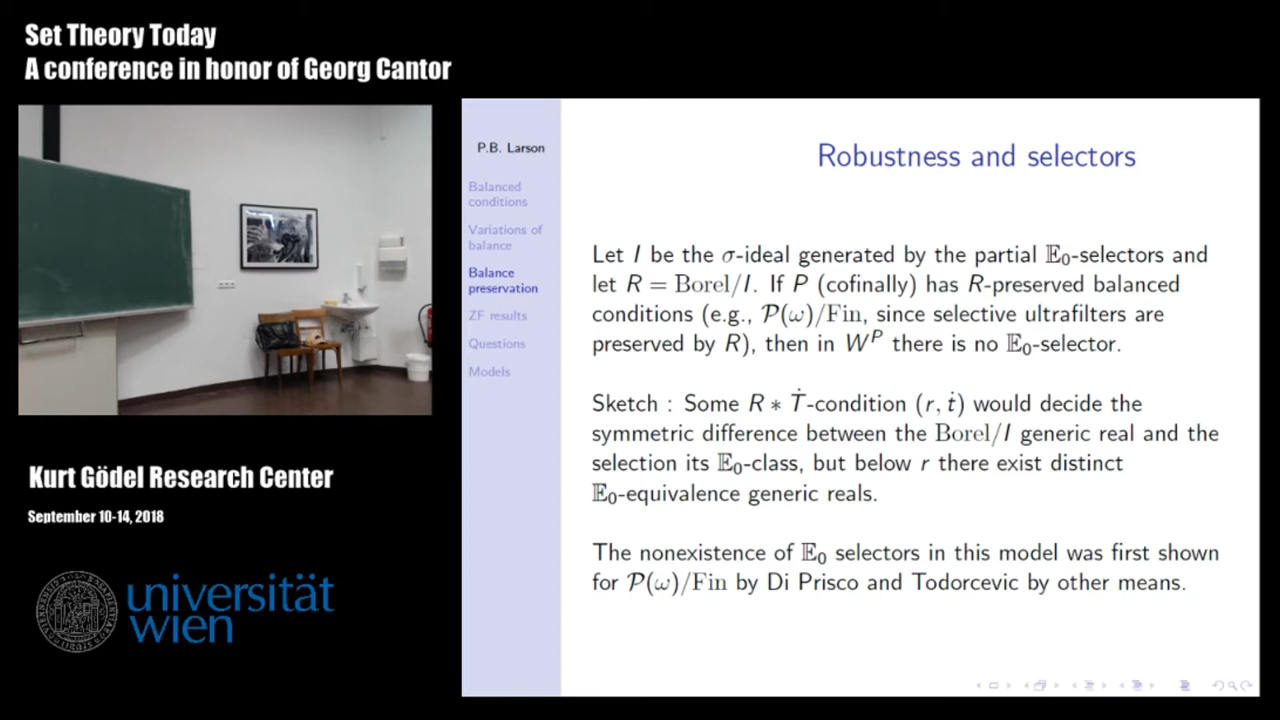 Set Theory Today
A conference in honor of Georg Cantor
P.B. Larson
Balanced
conditions
Variations of
balance
Balance
preservation
ZF results
Questions
Models
Robustness and selectors
Let I be the σ-ideal generated by the partial 𝔼₀-selectors and
let R = Borel/I. If P (cofinally) has R-preserved balanced
conditions (e.g., 𝒫(ω)/Fin, since selective ultrafilters are
preserved by R), then in Wᴾ there is no 𝔼₀-selector.
Sketch : Some R ∗ Ṫ-condition (r, ṫ) would decide the
symmetric difference between the Borel/I generic real and the
selection its 𝔼₀-class, but below r there exist distinct
𝔼₀-equivalence generic reals.
The nonexistence of 𝔼₀ selectors in this model was first shown
for 𝒫(ω)/Fin by Di Prisco and Todorcevic by other means.
Kurt Gödel Research Center
September 10-14, 2018
universität
wien